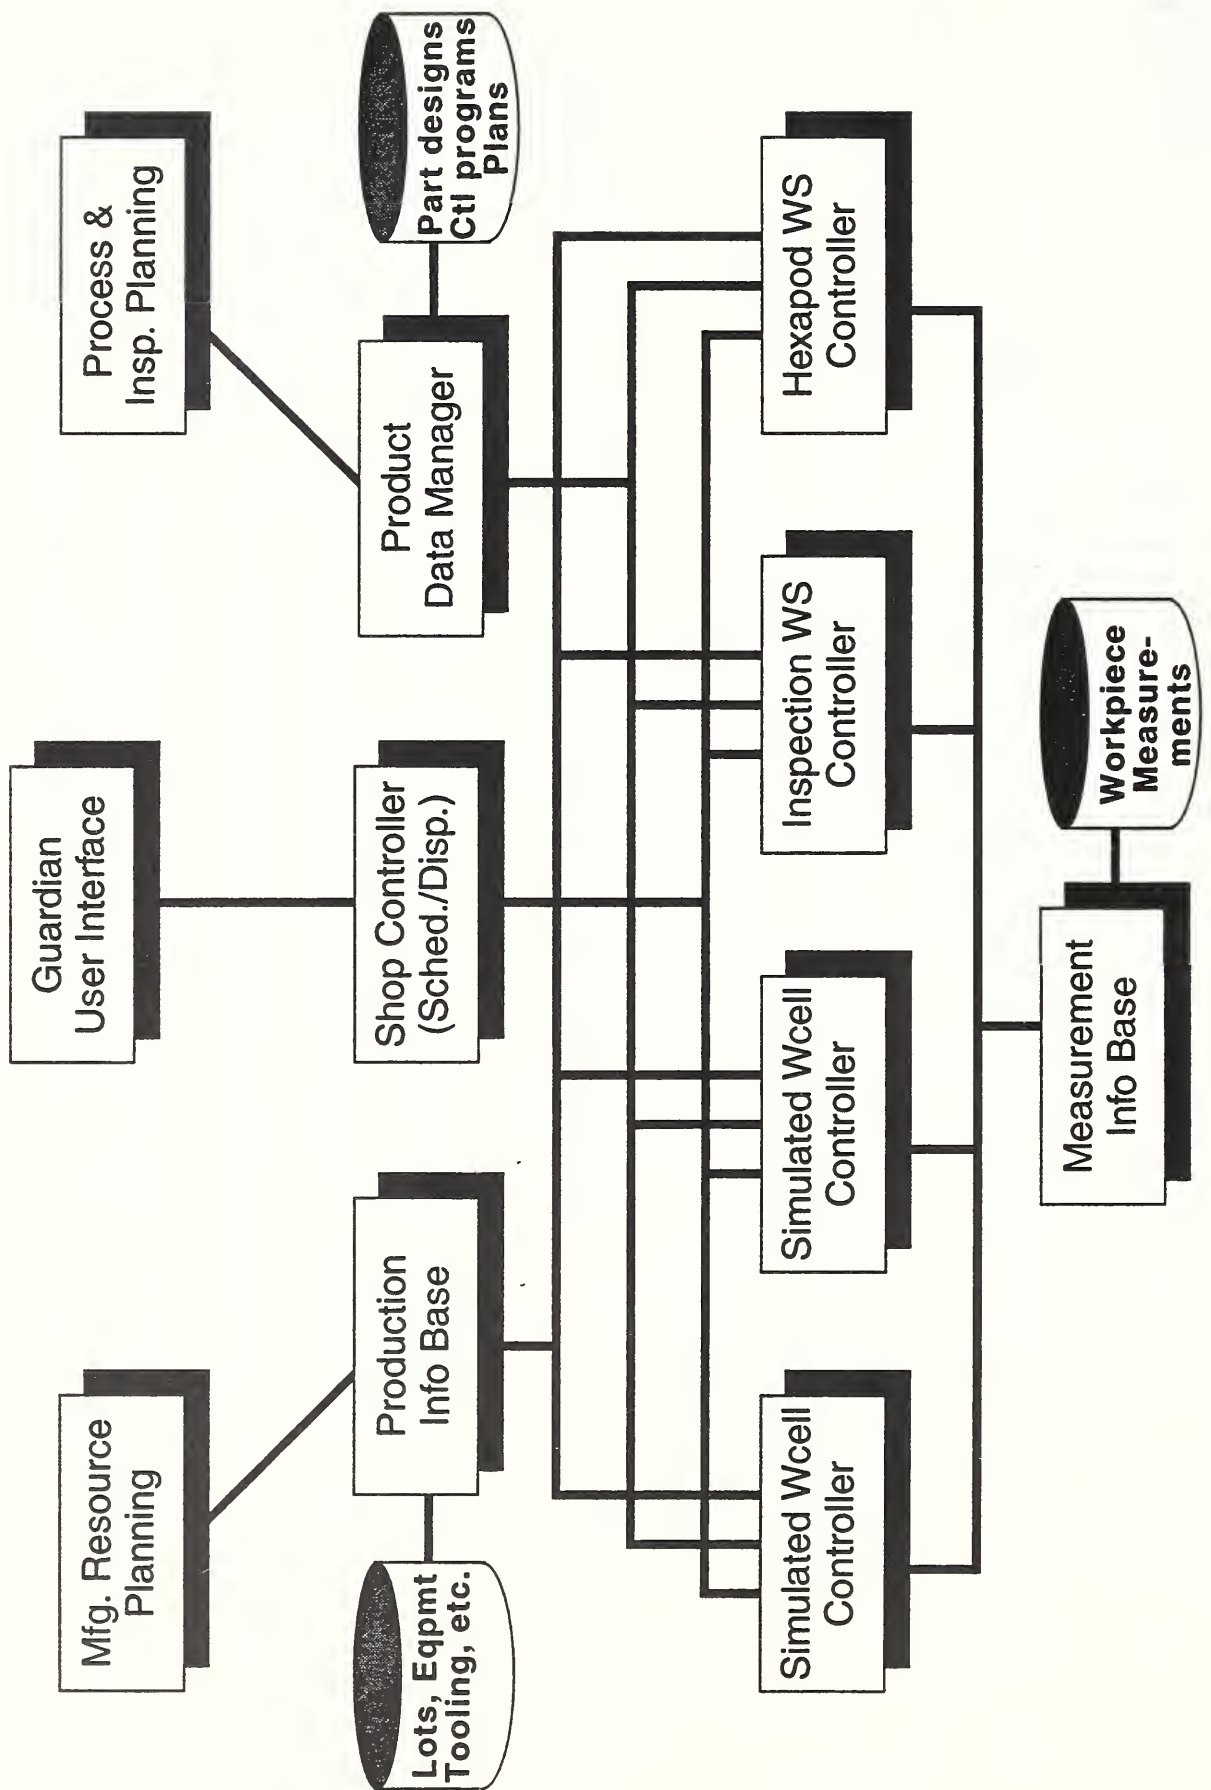 Guardian
User Interface
Mfg. Resource
Planning
Process &
Insp. Planning
Lots, Eqpmt
Tooling, etc.
Production
Info Base
Shop Controller
(Sched./Disp.)
Product
Data Manager
Part designs
Ctl programs
Plans
Simulated Wcell
Controller
Simulated Wcell
Controller
Inspection WS
Controller
Hexapod WS
Controller
Measurement
Info Base
Workpiece
Measure-
ments